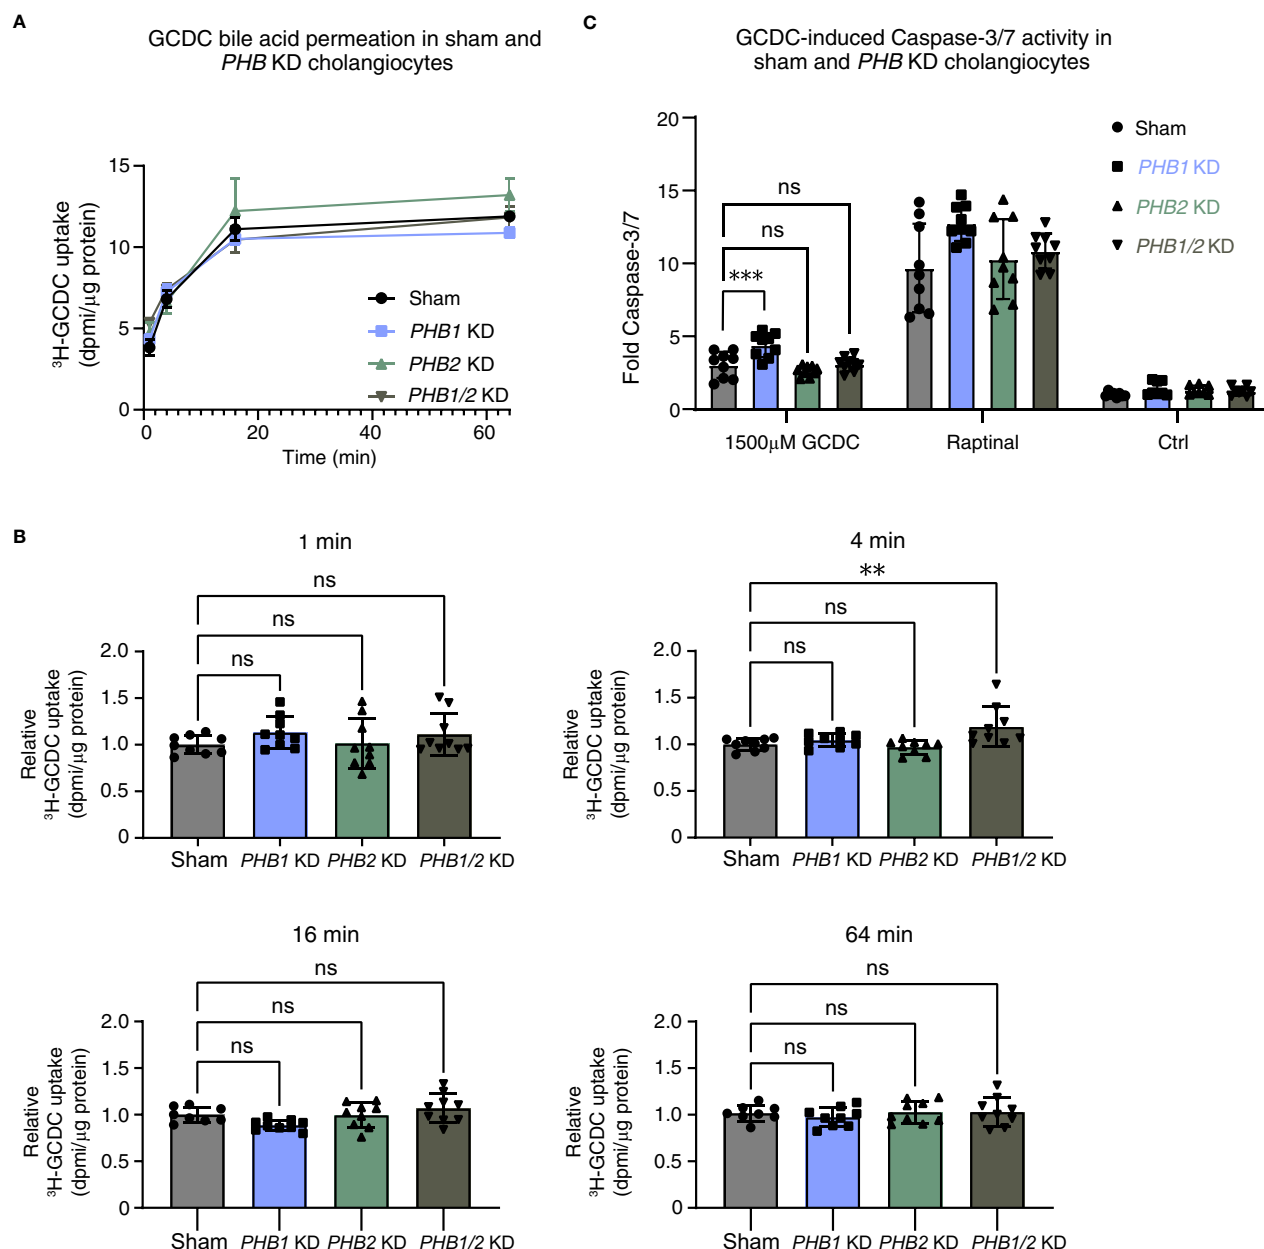 A
GCDC bile acid permeation in sham and
PHB KD cholangiocytes
³H-GCDC uptake
(dpmi/μg protein)
15
10
5
0
0
20
40
60
Time (min)
Sham
PHB1 KD
PHB2 KD
PHB1/2 KD
C
GCDC-induced Caspase-3/7 activity in
sham and PHB KD cholangiocytes
Fold Caspase-3/7
20
15
10
5
0
ns
ns
***
Sham
PHB1 KD
PHB2 KD
PHB1/2 KD
1500μM GCDC
Raptinal
Ctrl
B
1 min
ns
ns
ns
Relative
³H-GCDC uptake
(dpmi/μg protein)
2.0
1.5
1.0
0.5
0
Sham
PHB1 KD
PHB2 KD
PHB1/2 KD
4 min
**
ns
ns
Relative
³H-GCDC uptake
(dpmi/μg protein)
2.0
1.5
1.0
0.5
0
Sham
PHB1 KD
PHB2 KD
PHB1/2 KD
16 min
ns
ns
ns
Relative
³H-GCDC uptake
(dpmi/μg protein)
2.0
1.5
1.0
0.5
0
Sham
PHB1 KD
PHB2 KD
PHB1/2 KD
64 min
ns
ns
ns
Relative
³H-GCDC uptake
(dpmi/μg protein)
2.0
1.5
1.0
0.5
0
Sham
PHB1 KD
PHB2 KD
PHB1/2 KD